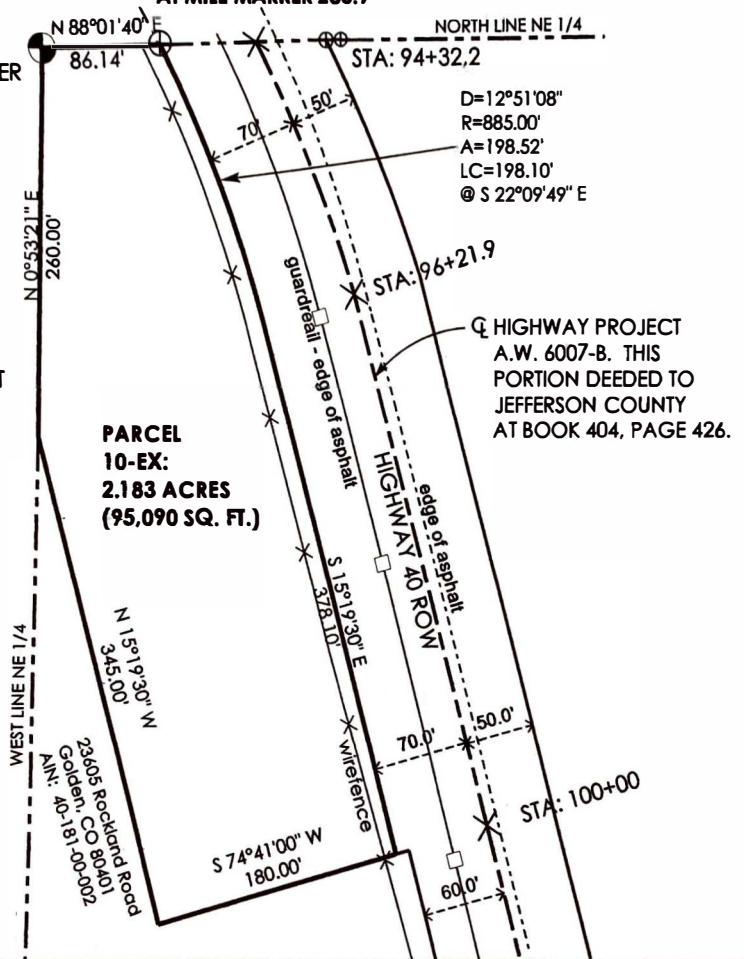 AT MILE MARKER 260.9
N 88°01'40" E
86.14'
NORTH LINE NE 1/4
ER
STA: 94+32,2
50'
70'
D=12°51'08"
R=885.00'
A=198.52'
LC=198.10'
@ S 22°09'49" E
N 0°53'21" E
260.00'
STA: 96+21.9
guardreail - edge of asphalt
℄ HIGHWAY PROJECT
A.W. 6007-B. THIS
PORTION DEEDED TO
JEFFERSON COUNTY
AT BOOK 404, PAGE 426.
T
PARCEL
10-EX:
2.183 ACRES
(95,090 SQ. FT.)
HIGHWAY 40 ROW
edge of asphalt
S 15°19'30" E
378.10'
N 15°19'30" W
345.00'
WEST LINE NE 1/4
wirefence
70.0'
50.0'
23605 Rockland Road
Golden, CO 80401
AIN: 40-181-00-002
STA: 100+00
S 74°41'00" W
180.00'
60.0'